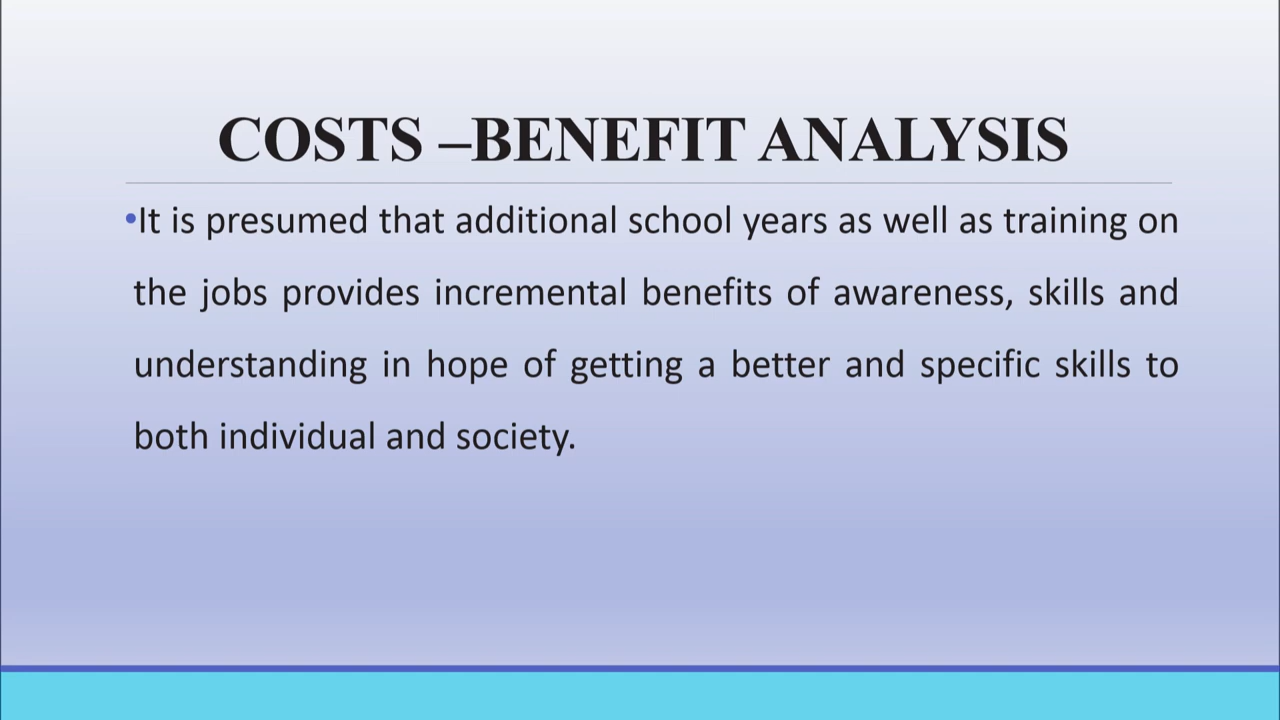 COSTS –BENEFIT ANALYSIS
•It is presumed that additional school years as well as training on
the jobs provides incremental benefits of awareness, skills and
understanding in hope of getting a better and specific skills to
both individual and society.